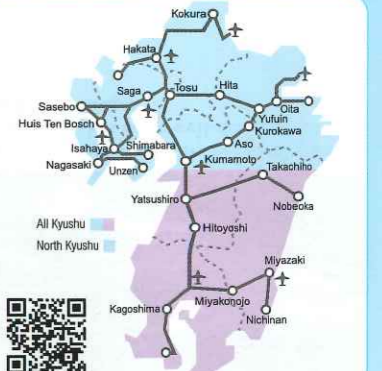 Kokura
Hakata
Saga
Tosu
Hita
Oita
Sasebo
Huis Ten Bosch
Yufuin
Kurokawa
Isahaya
Shimabara
Aso
Nagasaki
Unzen
Kumamoto
Takachiho
Yatsushiro
Nobeoka
All Kyushu
North Kyushu
Hitoyoshi
Miyazaki
Kagoshima
Miyakonojo
Nichinan